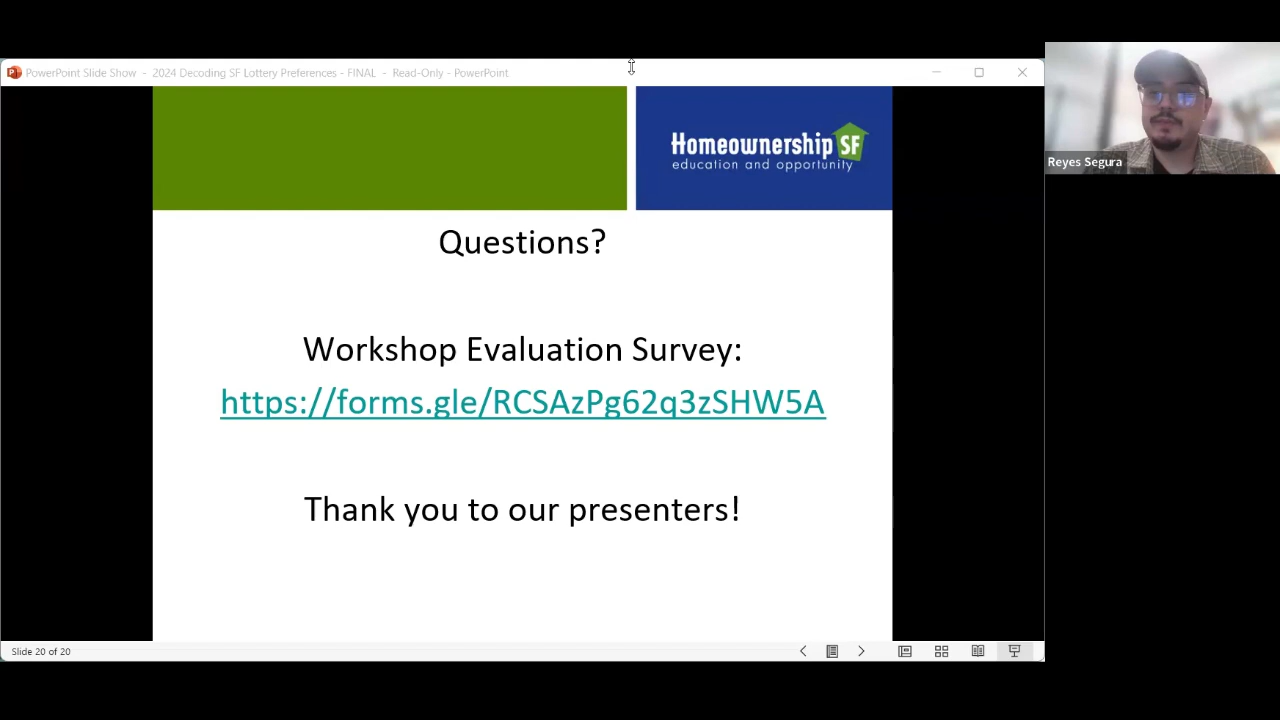 PowerPoint Slide Show - 2024 Decoding SF Lottery Preferences - FINAL - Read-Only - PowerPoint
Homeownership SF
education and opportunity
Reyes Segura
Questions?
Workshop Evaluation Survey:
https://forms.gle/RCSAzPg62q3zSHW5A
Thank you to our presenters!
Slide 20 of 20